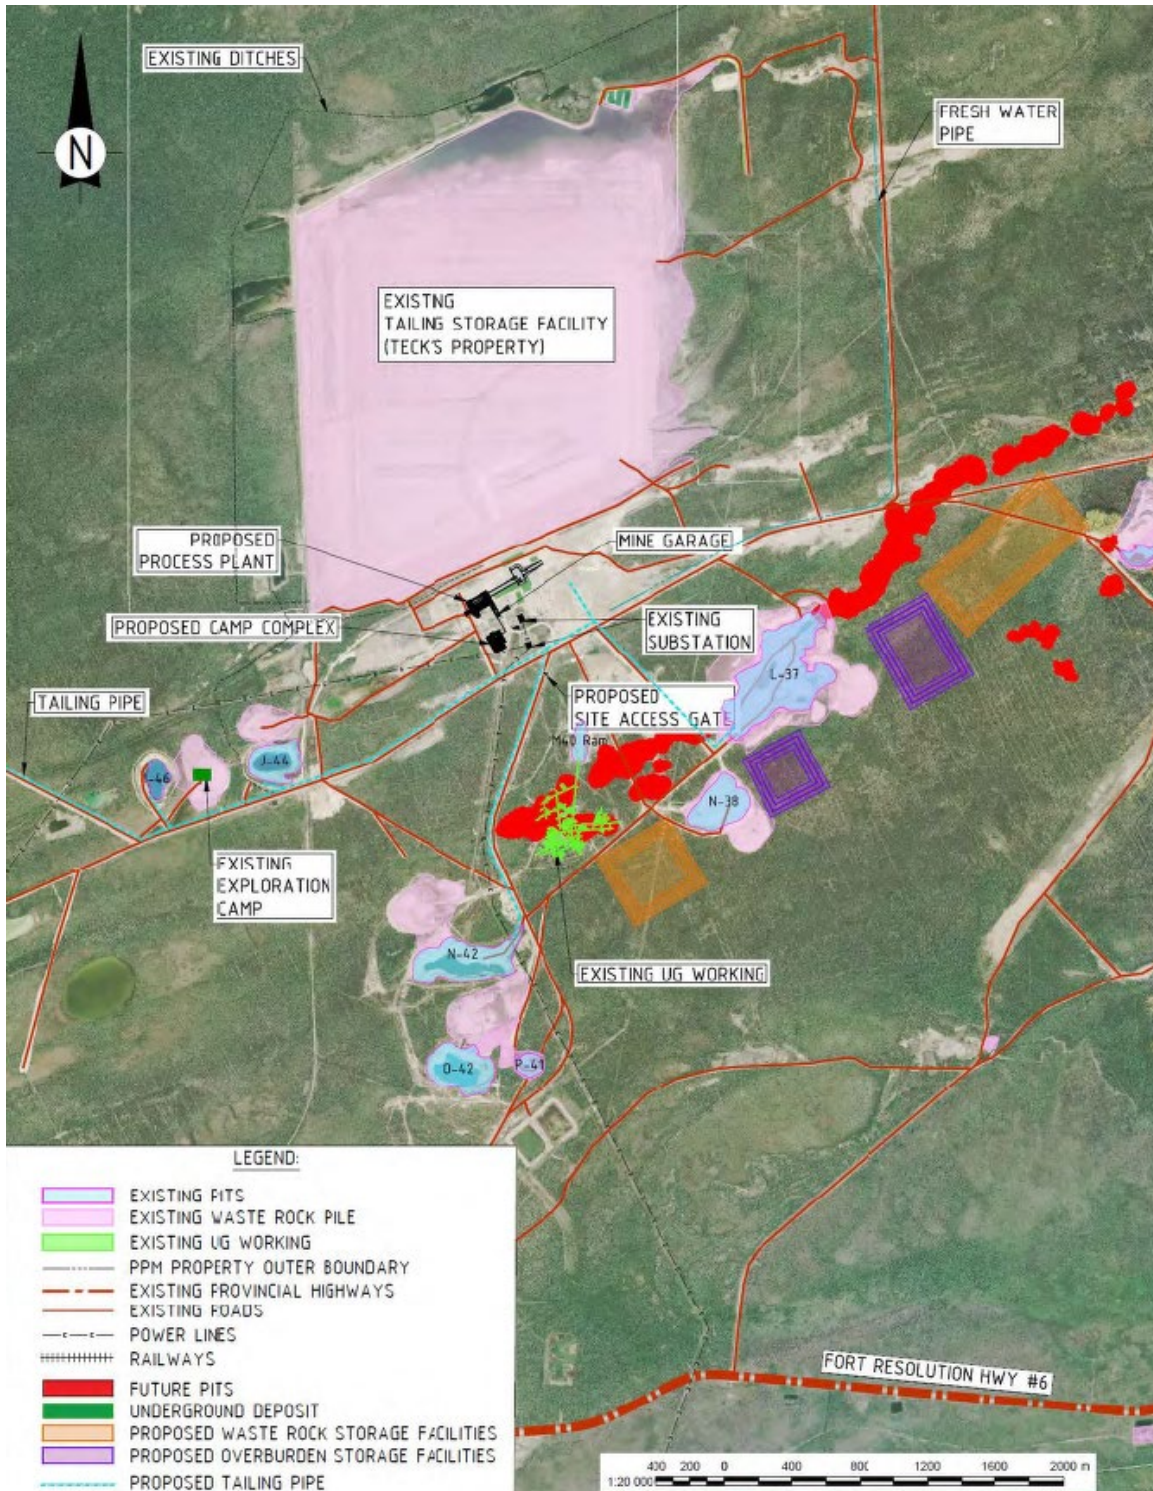 EXISTING DITCHES
FRESH WATER
PIPE
N
EXISTNG
TAILING STORAGE FACILITY
(TECK'S PROPERTY)
PROPOSED
PROCESS PLANT
MINE GARAGE
PROPOSED CAMP COMPLEX
EXISTING
SUBSTATION
L-37
TAILING PIPE
PROPOSED
SITE ACCESS GATE
M40 Ram
J-44
I-46
N-38
EXISTING
EXPLORATION
CAMP
N-42
EXISTING UG WORKING
O-42
P-41
LEGEND:
EXISTING PITS
EXISTING WASTE ROCK PILE
EXISTING UG WORKING
PPM PROPERTY OUTER BOUNDARY
EXISTING PROVINCIAL HIGHWAYS
EXISTING ROADS
POWER LINES
RAILWAYS
FUTURE PITS
UNDERGROUND DEPOSIT
PROPOSED WASTE ROCK STORAGE FACILITIES
PROPOSED OVERBURDEN STORAGE FACILITIES
PROPOSED TAILING PIPE
FORT RESOLUTION HWY #6
400 200 0 400 800 1200 1600 2000 m
1:20 000